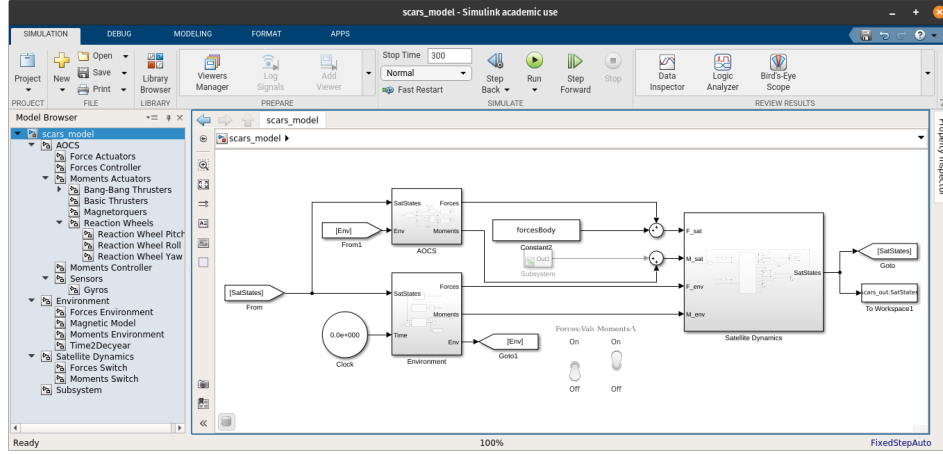 scars_model - Simulink academic use
SIMULATION DEBUG MODELING FORMAT APPS
Project
New
Open
Save
Print
Library Browser
Viewers Manager
Log Signals
Add Viewer
Stop Time 300
Normal
Fast Restart
Step Back
Run
Step Forward
Stop
Data Inspector
Logic Analyzer
Bird's-Eye Scope
PROJECT FILE LIBRARY PREPARE SIMULATE REVIEW RESULTS
Model Browser
scars_model
AOCS
Force Actuators
Forces Controller
Moments Actuators
Bang-Bang Thrusters
Basic Thrusters
Magnetorquers
Reaction Wheels
Reaction Wheel Pitch
Reaction Wheel Roll
Reaction Wheel Yaw
Moments Controller
Sensors
Gyros
Environment
Forces Environment
Magnetic Model
Moments Environment
Time2Decyear
Satellite Dynamics
Forces Switch
Moments Switch
Subsystem
scars_model
scars_model
Property Inspector
SatStates Forces
Env Moments
AOCS
[Env]
From1
forcesBody
Constant2
Out1
Subsystem
[SatStates]
From
0.0e+000
Clock
SatStates Forces
Moments
Time
Env
Environment
[Env]
Goto1
F_sat
M_sat
F_env
M_env
SatStates
Satellite Dynamics
[SatStates]
Goto
scars_out.SatStates
To Workspace1
On On
Off Off
Ready 100% FixedStepAuto